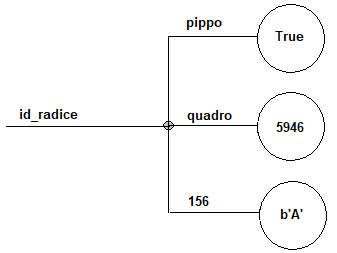 pippo
True
id_radice
quadro
5946
156
b'A'